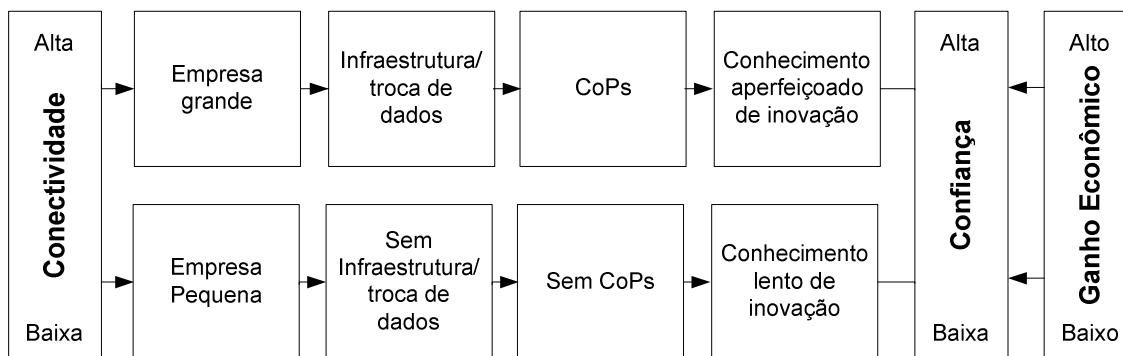 Alta
Conectividade
Baixa
Empresa
grande
Infraestrutura/
troca de
dados
CoPs
Conhecimento
aperfeiçoado
de inovação
Empresa
Pequena
Sem
Infraestrutura/
troca de
dados
Sem CoPs
Conhecimento
lento de
inovação
Alta
Confiança
Baixa
Alto
Ganho Econômico
Baixo